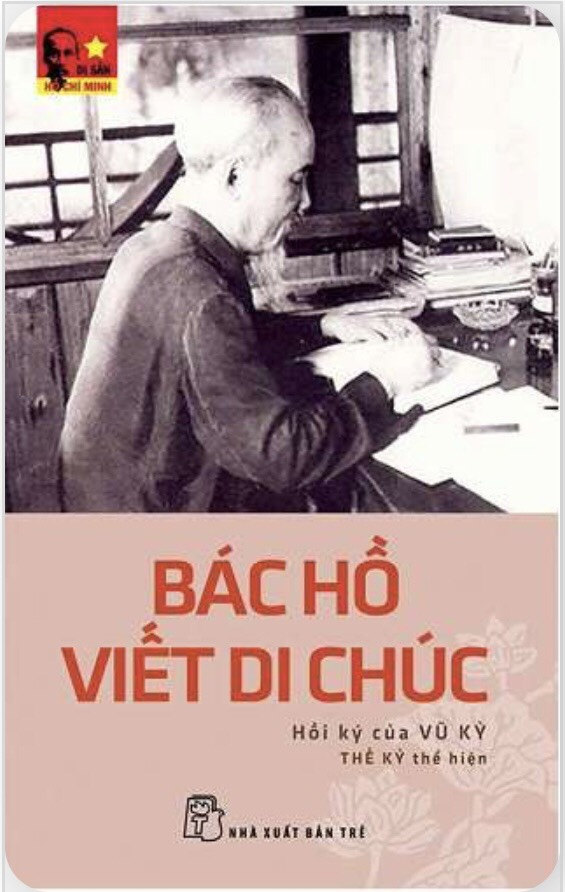 DI SẢN
HỒ CHÍ MINH
BÁC HỒ
VIẾT DI CHÚC
Hồi ký của VŨ KỲ
THẾ KỶ thể hiện
NHÀ XUẤT BẢN TRẺ